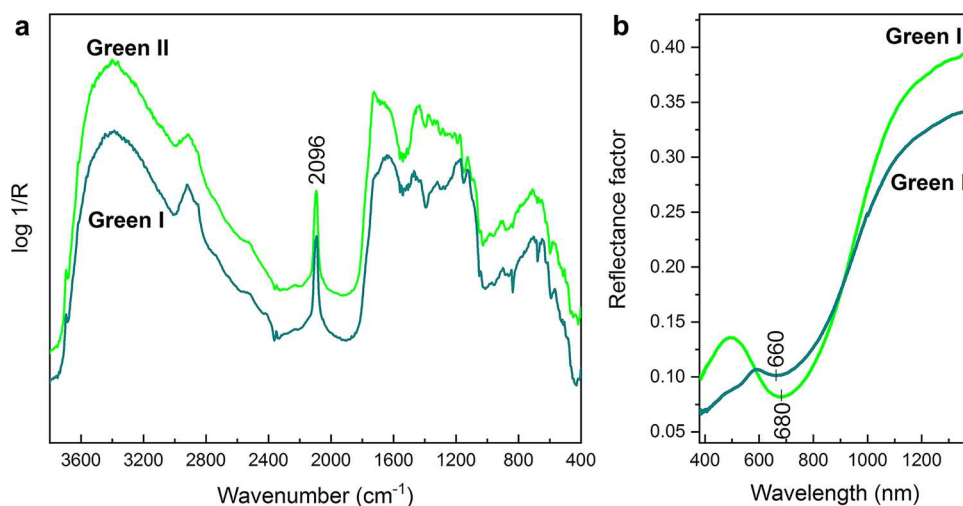 a
Green II
Green I
2096
log 1/R
3600 3200 2800 2400 2000 1600 1200 800 400
Wavenumber (cm⁻¹)
b
Green I
Green
0.40
0.35
0.30
0.25
0.20
0.15
0.10
0.05
Reflectance factor
660
680
400 600 800 1000 1200
Wavelength (nm)